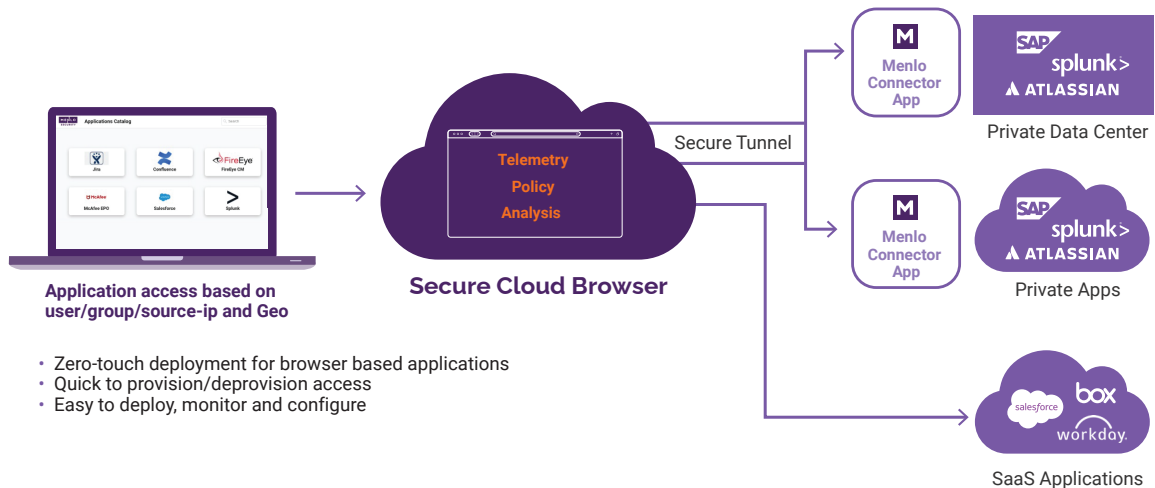 menlo
SECURITY
Applications Catalog
Search
Jira
Confluence
FireEye
FireEye CM
McAfee
McAfee EPO
Salesforce
Splunk
Application access based on
user/group/source-ip and Geo
• Zero-touch deployment for browser based applications
• Quick to provision/deprovision access
• Easy to deploy, monitor and configure
Telemetry
Policy
Analysis
Secure Cloud Browser
Secure Tunnel
M
Menlo
Connector
App
SAP
splunk>
ATLASSIAN
Private Data Center
M
Menlo
Connector
App
SAP
splunk>
ATLASSIAN
Private Apps
salesforce
box
workday.
SaaS Applications